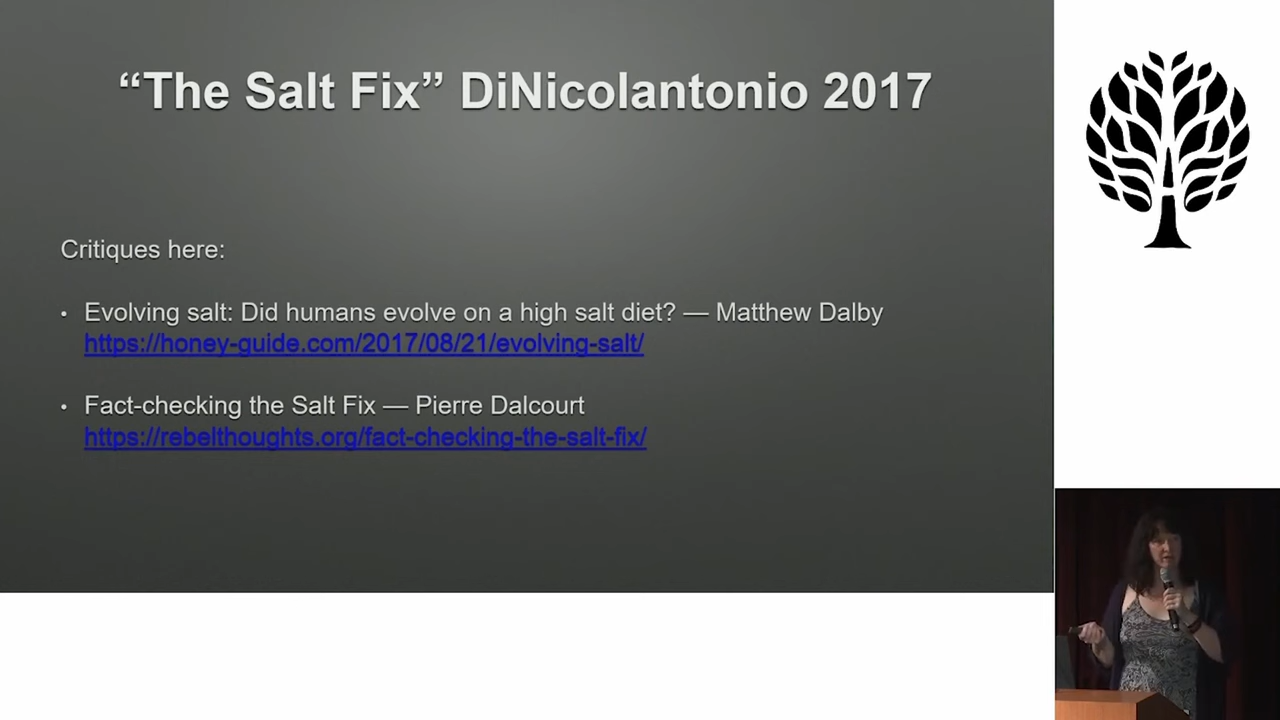 “The Salt Fix” DiNicolantonio 2017
Critiques here:
• Evolving salt: Did humans evolve on a high salt diet? — Matthew Dalby
https://honey-guide.com/2017/08/21/evolving-salt/
• Fact-checking the Salt Fix — Pierre Dalcourt
https://rebelthoughts.org/fact-checking-the-salt-fix/